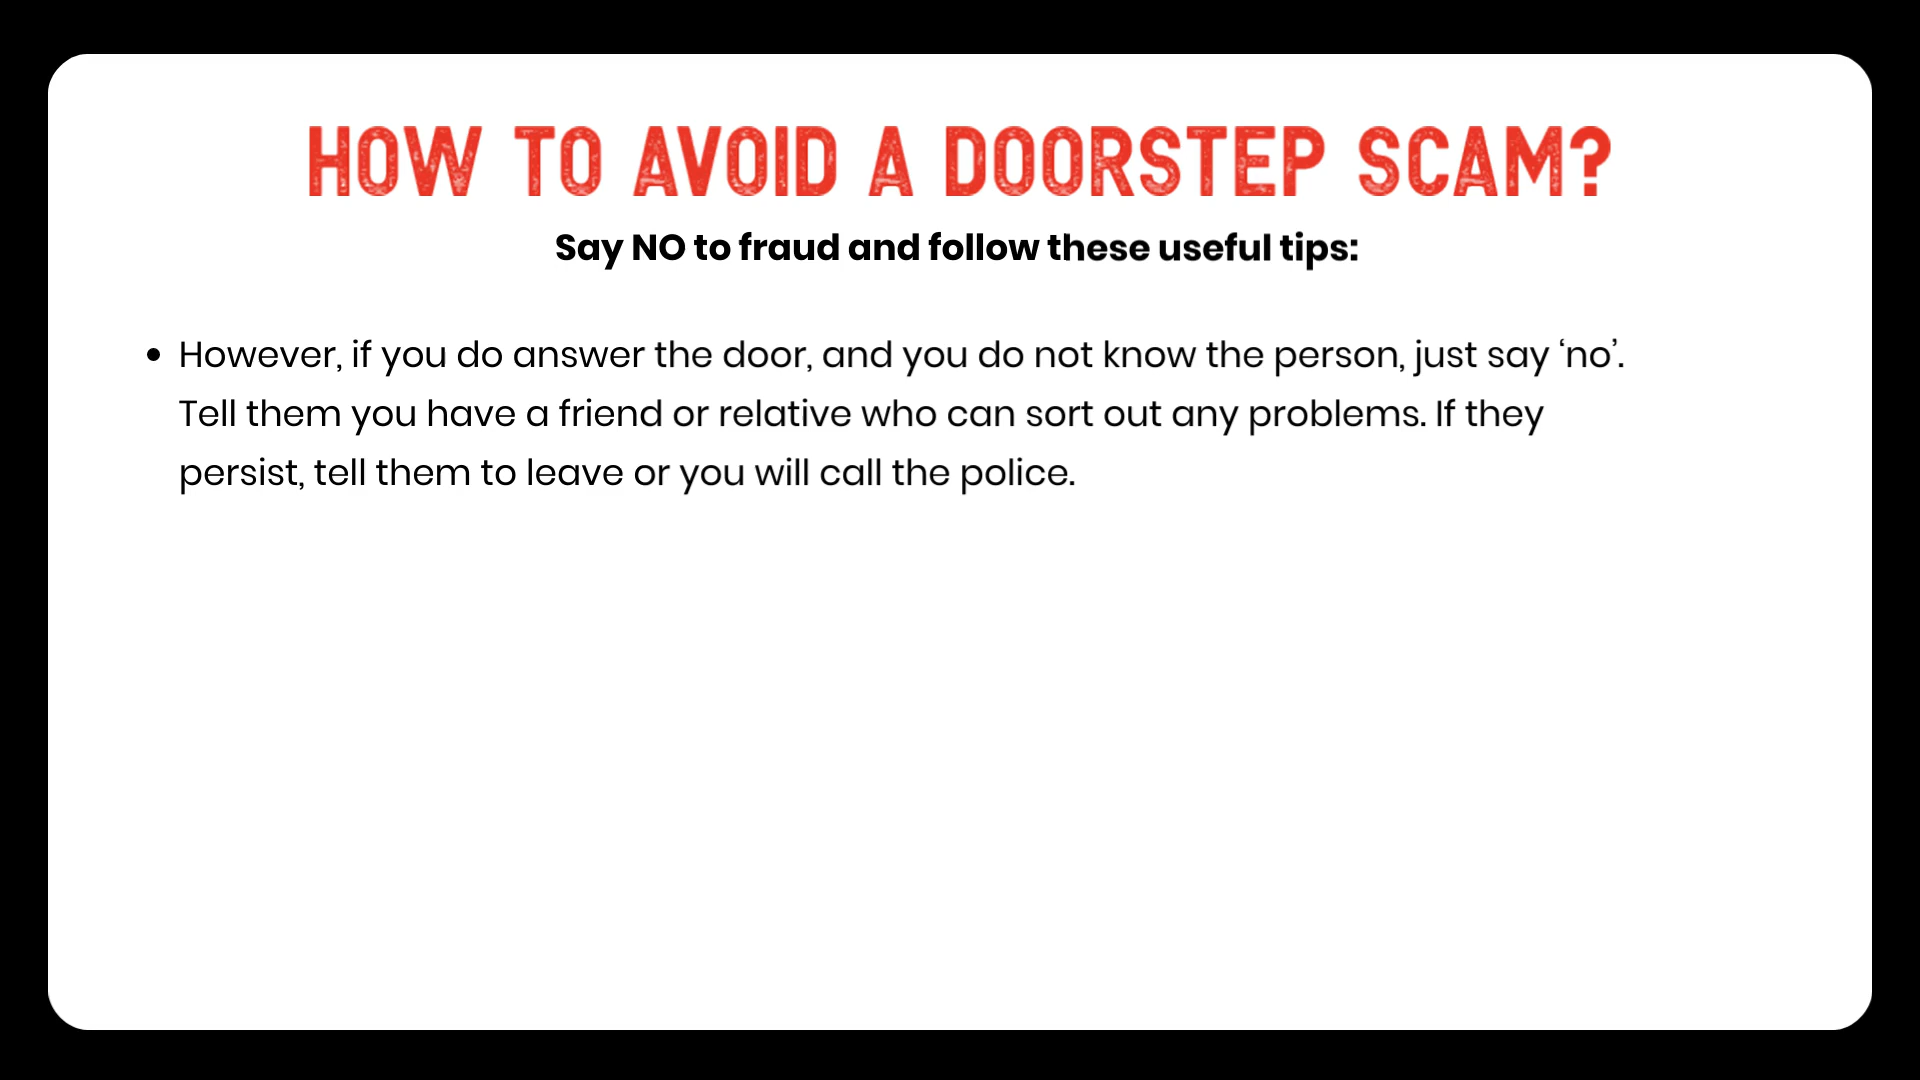 HOW TO AVOID A DOORSTEP SCAM?
Say NO to fraud and follow these useful tips:
• However, if you do answer the door, and you do not know the person, just say ‘no’.
Tell them you have a friend or relative who can sort out any problems. If they
persist, tell them to leave or you will call the police.